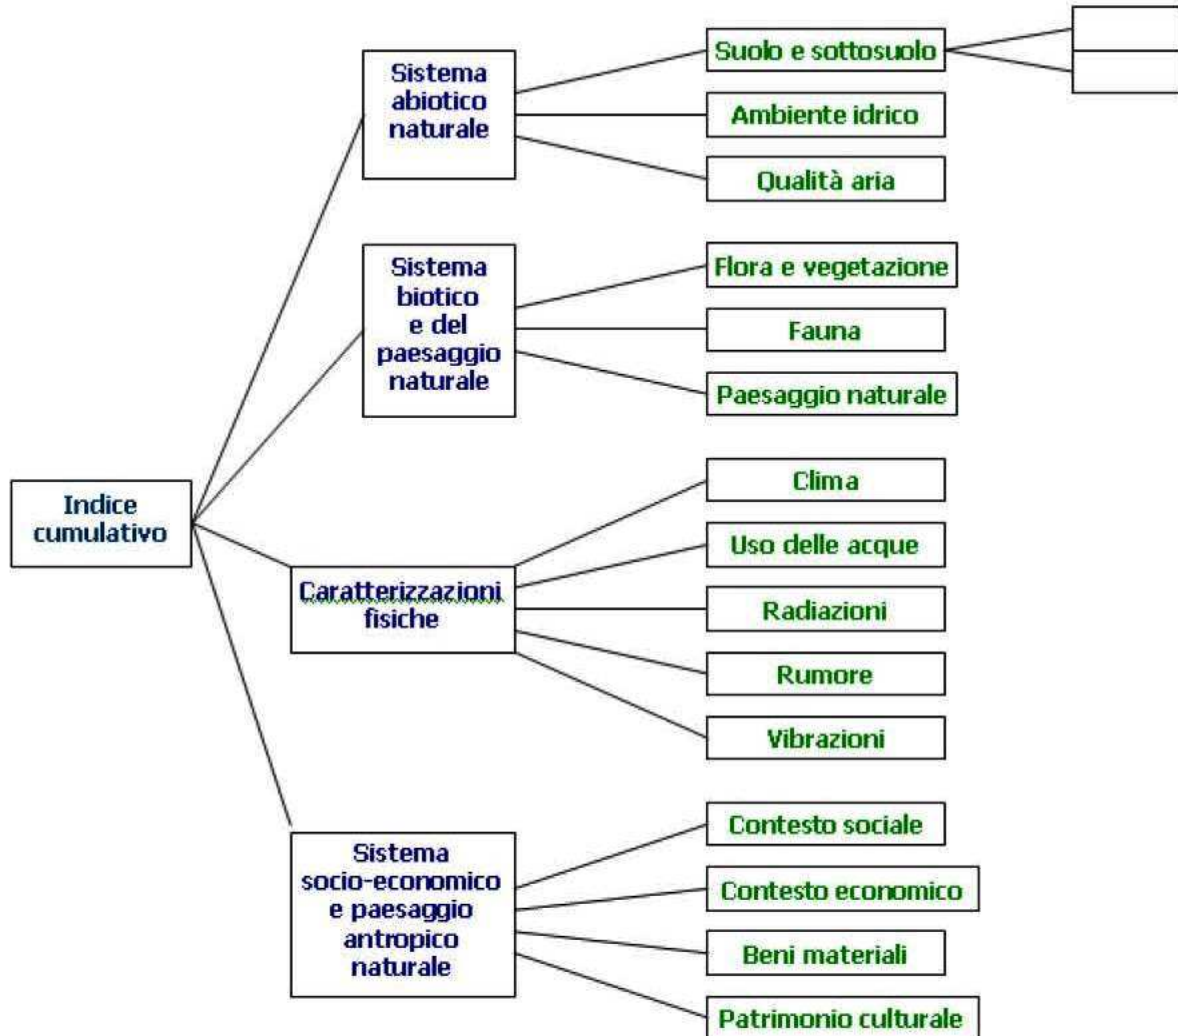 Indice
cumulativo
Sistema
abiotico
naturale
Suolo e sottosuolo
Ambiente idrico
Qualità aria
Sistema
biotico
e del
paesaggio
naturale
Flora e vegetazione
Fauna
Paesaggio naturale
Caratterizzazioni
fisiche
Clima
Uso delle acque
Radiazioni
Rumore
Vibrazioni
Sistema
socio-economico
e paesaggio
antropico
naturale
Contesto sociale
Contesto economico
Beni materiali
Patrimonio culturale